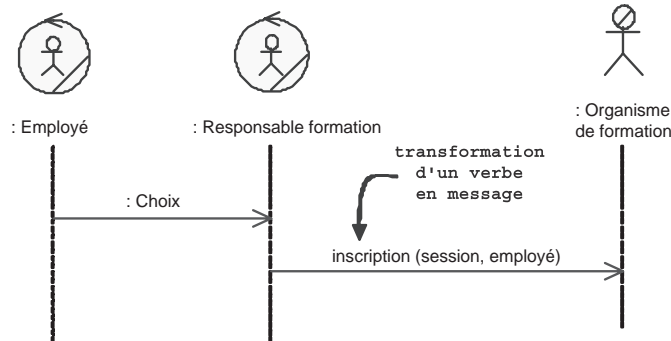 : Employé
: Responsable formation
: Organisme
de formation
transformation
d'un verbe
en message
: Choix
inscription (session, employé)